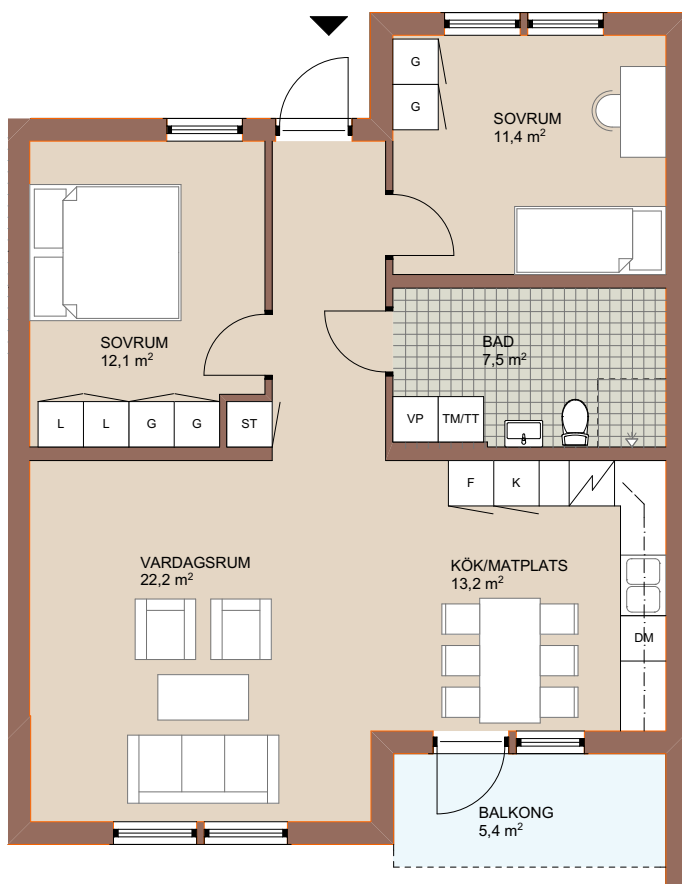 G
G
SOVRUM
11,4 m²
SOVRUM
12,1 m²
BAD
7,5 m²
L L G G ST
VP TM/TT
F K
VARDAGSRUM
22,2 m²
KÖK/MATPLATS
13,2 m²
DM
BALKONG
5,4 m²